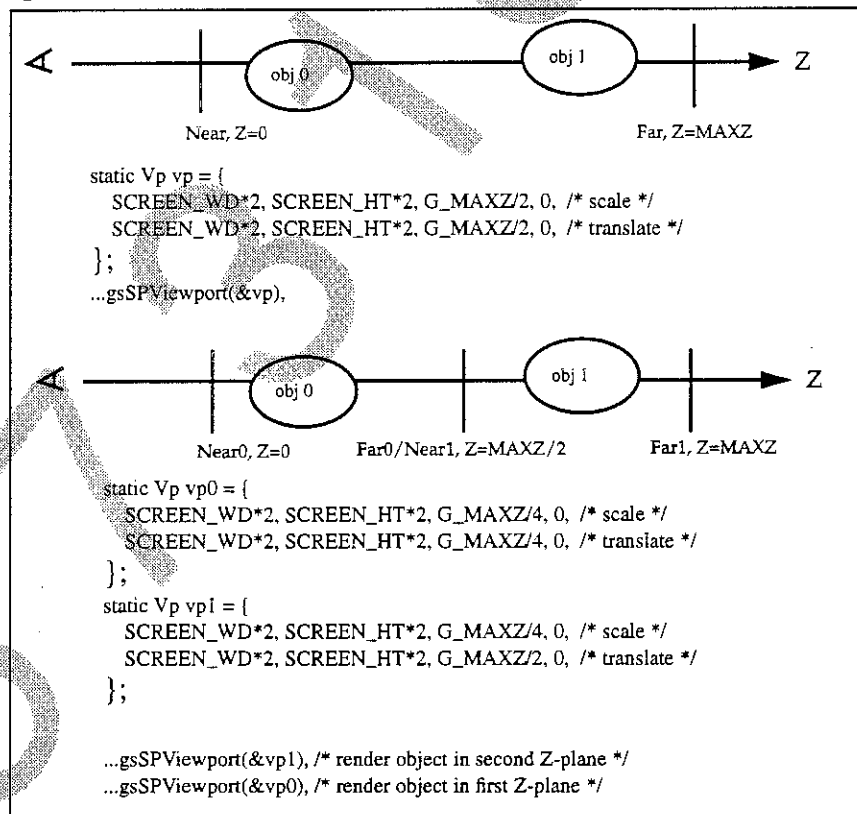 obj 0
obj 1
Z
Near, Z=0
Far, Z=MAXZ
static Vp vp = {
SCREEN_WD*2, SCREEN_HT*2, G_MAXZ/2, 0, /* scale */
SCREEN_WD*2, SCREEN_HT*2, G_MAXZ/2, 0, /* translate */
};
...gsSPViewport(&vp),
obj 0
obj 1
Z
Near0, Z=0
Far0/Near1, Z=MAXZ/2
Far1, Z=MAXZ
static Vp vp0 = {
SCREEN_WD*2, SCREEN_HT*2, G_MAXZ/4, 0, /* scale */
SCREEN_WD*2, SCREEN_HT*2, G_MAXZ/4, 0, /* translate */
};
static Vp vp1 = {
SCREEN_WD*2, SCREEN_HT*2, G_MAXZ/4, 0, /* scale */
SCREEN_WD*2, SCREEN_HT*2, G_MAXZ/2, 0, /* translate */
};
...gsSPViewport(&vp1), /* render object in second Z-plane */
...gsSPViewport(&vp0), /* render object in first Z-plane */